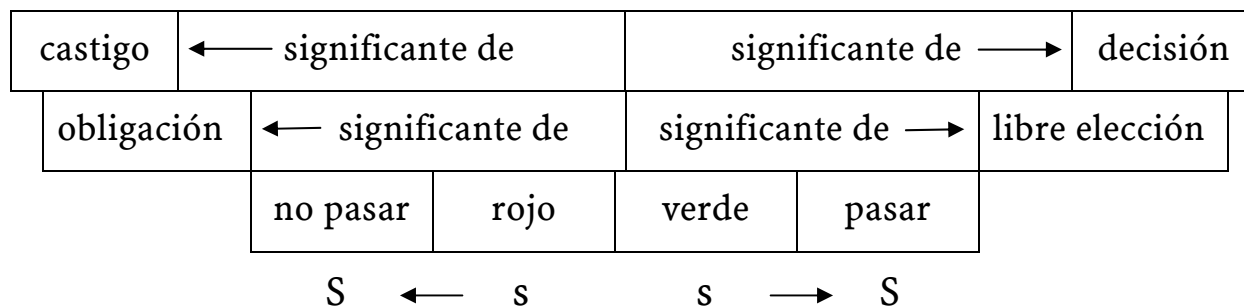 castigo ← significante de significante de → decisión
obligación ← significante de significante de → libre elección
no pasar rojo verde pasar
S ← s s → S